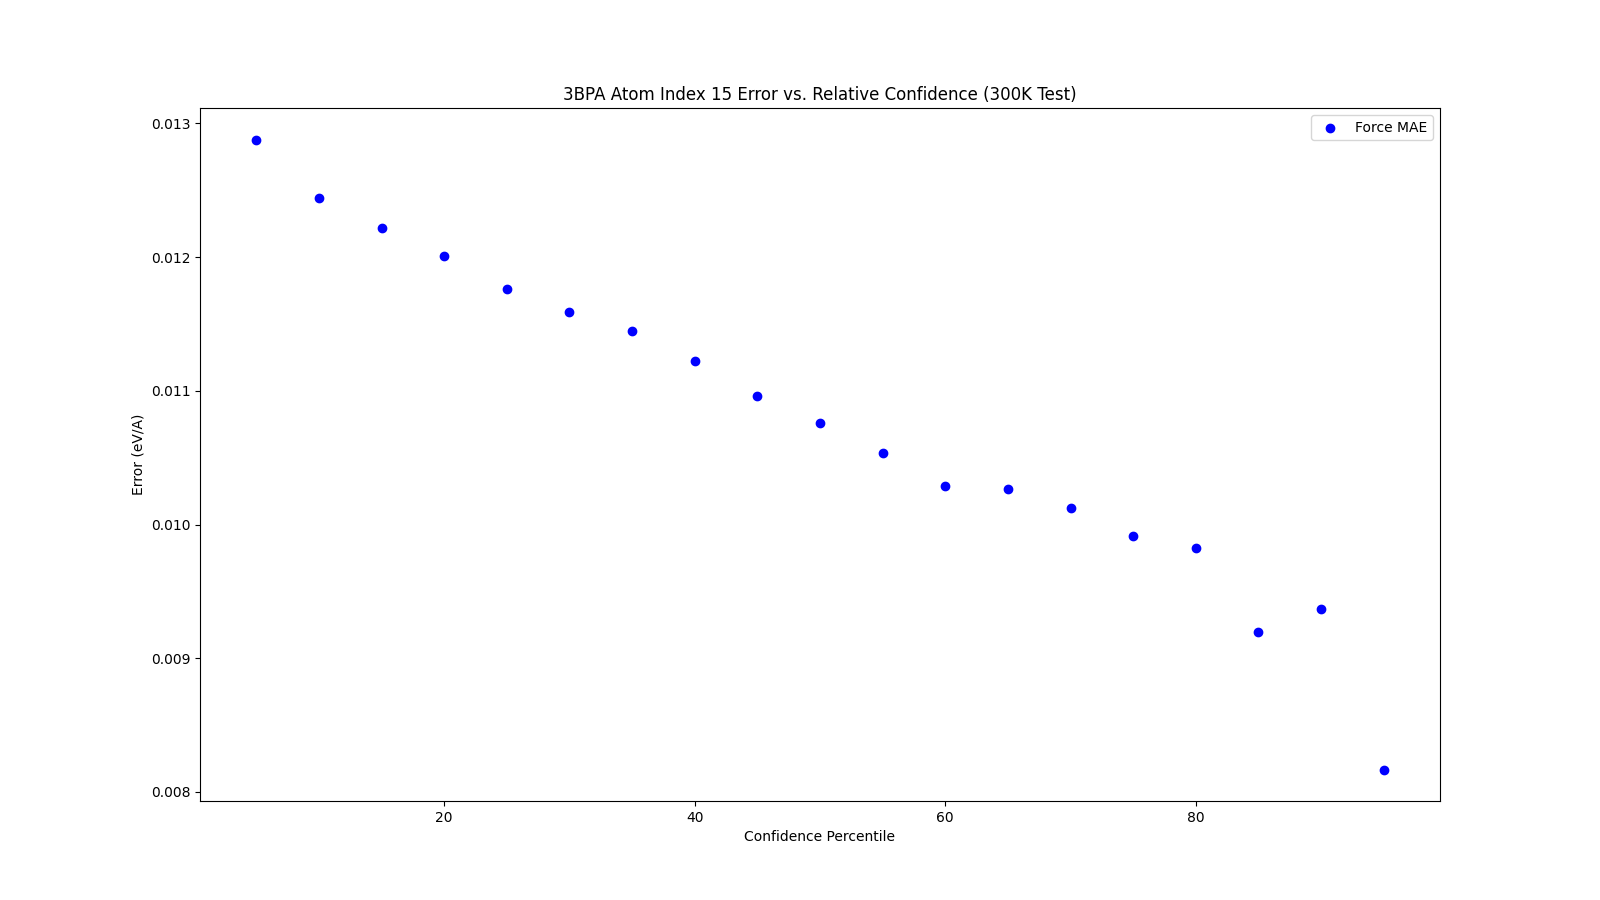 3BPA Atom Index 15 Error vs. Relative Confidence (300K Test)
Force MAE
0.013
0.012
0.011
0.010
0.009
0.008
Error (eV/A)
20 40 60 80
Confidence Percentile